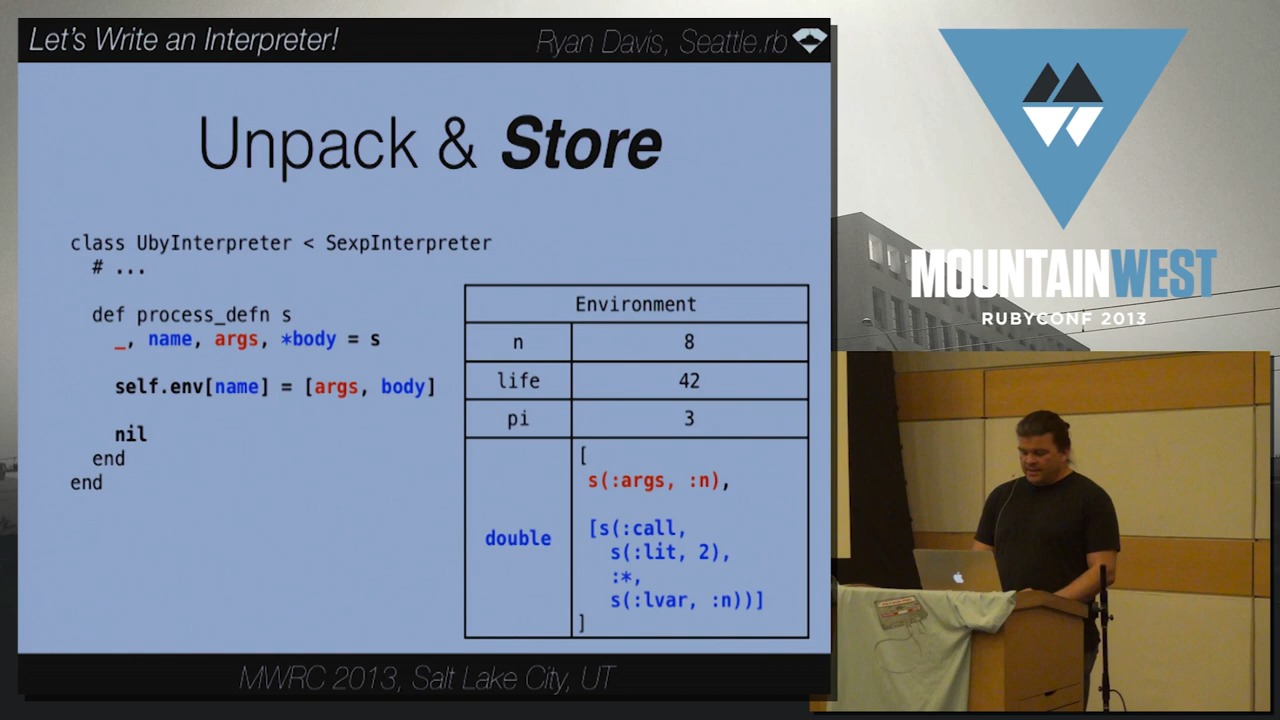 Let's Write an Interpreter!
Ryan Davis, Seattle.rb
Unpack & Store
class UbyInterpreter < SexpInterpreter
# ...
def process_defn s
_, name, args, *body = s
self.env[name] = [args, body]
nil
end
end
Environment
n 8
life 42
pi 3
double
[
s(:args, :n),
[s(:call,
s(:lit, 2),
:*,
s(:lvar, :n))]
]
MWRC 2013, Salt Lake City, UT
MOUNTAINWEST
RUBYCONF 2013